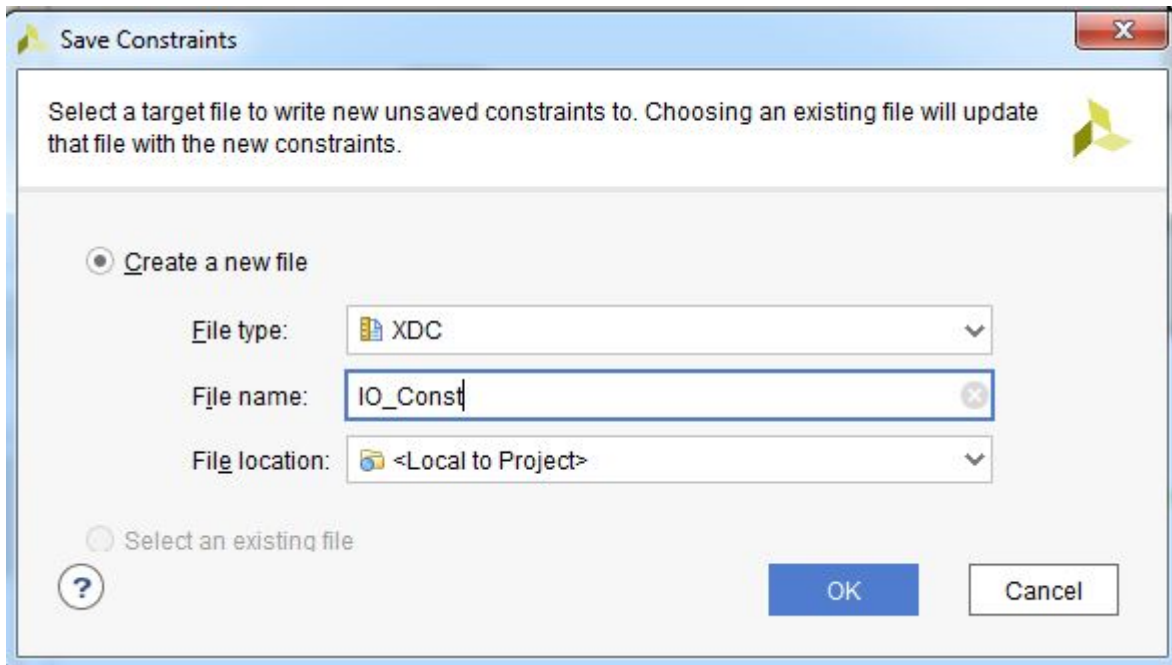 Save Constraints
X
Select a target file to write new unsaved constraints to. Choosing an existing file will update
that file with the new constraints.
Create a new file
File type: XDC
File name: IO_Const
File location: <Local to Project>
Select an existing file
? OK Cancel